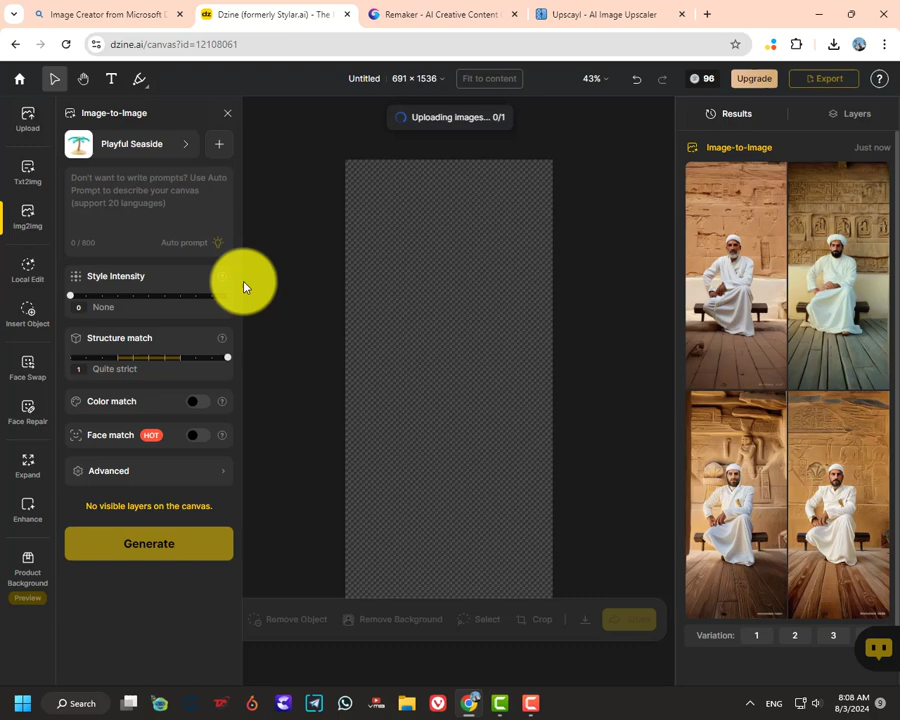 Image Creator from Microsoft D
Dzine (formerly Stylar.ai) - The
Remaker - AI Creative Content
Upscayl - AI Image Upscaler
dzine.ai/canvas?id=12108061
Untitled
691 × 1536
Fit to content
43%
96
Upgrade
Export
Upload
Txt2Img
Img2Img
Local Edit
Insert Object
Face Swap
Face Repair
Expand
Enhance
Product
Background
Preview
Image-to-Image
Playful Seaside
Don't want to write prompts? Use Auto
Prompt to describe your canvas
(support 20 languages)
0 / 800
Auto prompt
Style Intensity
0 None
Structure match
1 Quite strict
Color match
Face match HOT
Advanced
No visible layers on the canvas.
Generate
Uploading images... 0/1
Remove Object
Remove Background
Select
Crop
Results
Layers
Image-to-Image
Just now
Variation: 1 2 3
Search
ENG
8:08 AM
8/3/2024